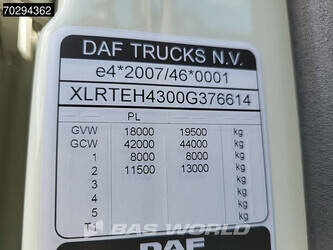 70294362
DAF TRUCKS N.V.
e4*2007/46*0001
XLRTEH4300G376614
PL
GVW 18000 19500 kg
GCW 42000 44000 kg
1 8000 8000 kg
2 11500 13000 kg
3 kg
4 kg
5 kg
T kg
BAS WORLD
DAF